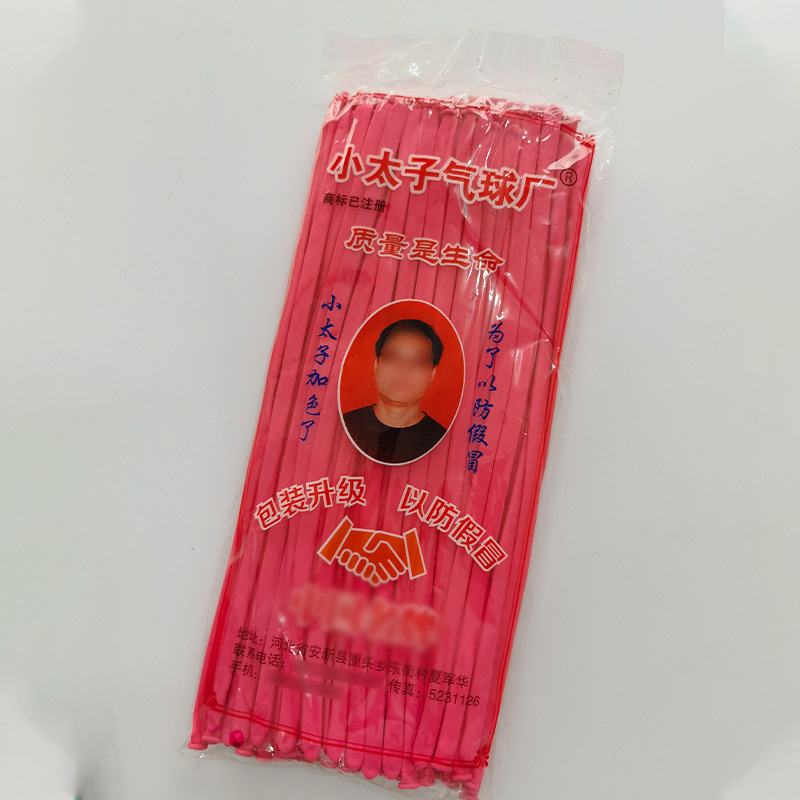 小太子气球厂®
商标已注册
质量是生命
小太子加色了
为了以防假冒
包装升级 以防假冒
地址：河北省安新县圈头乡东街村夏军华
联系电话：
手机： 传真：5231126